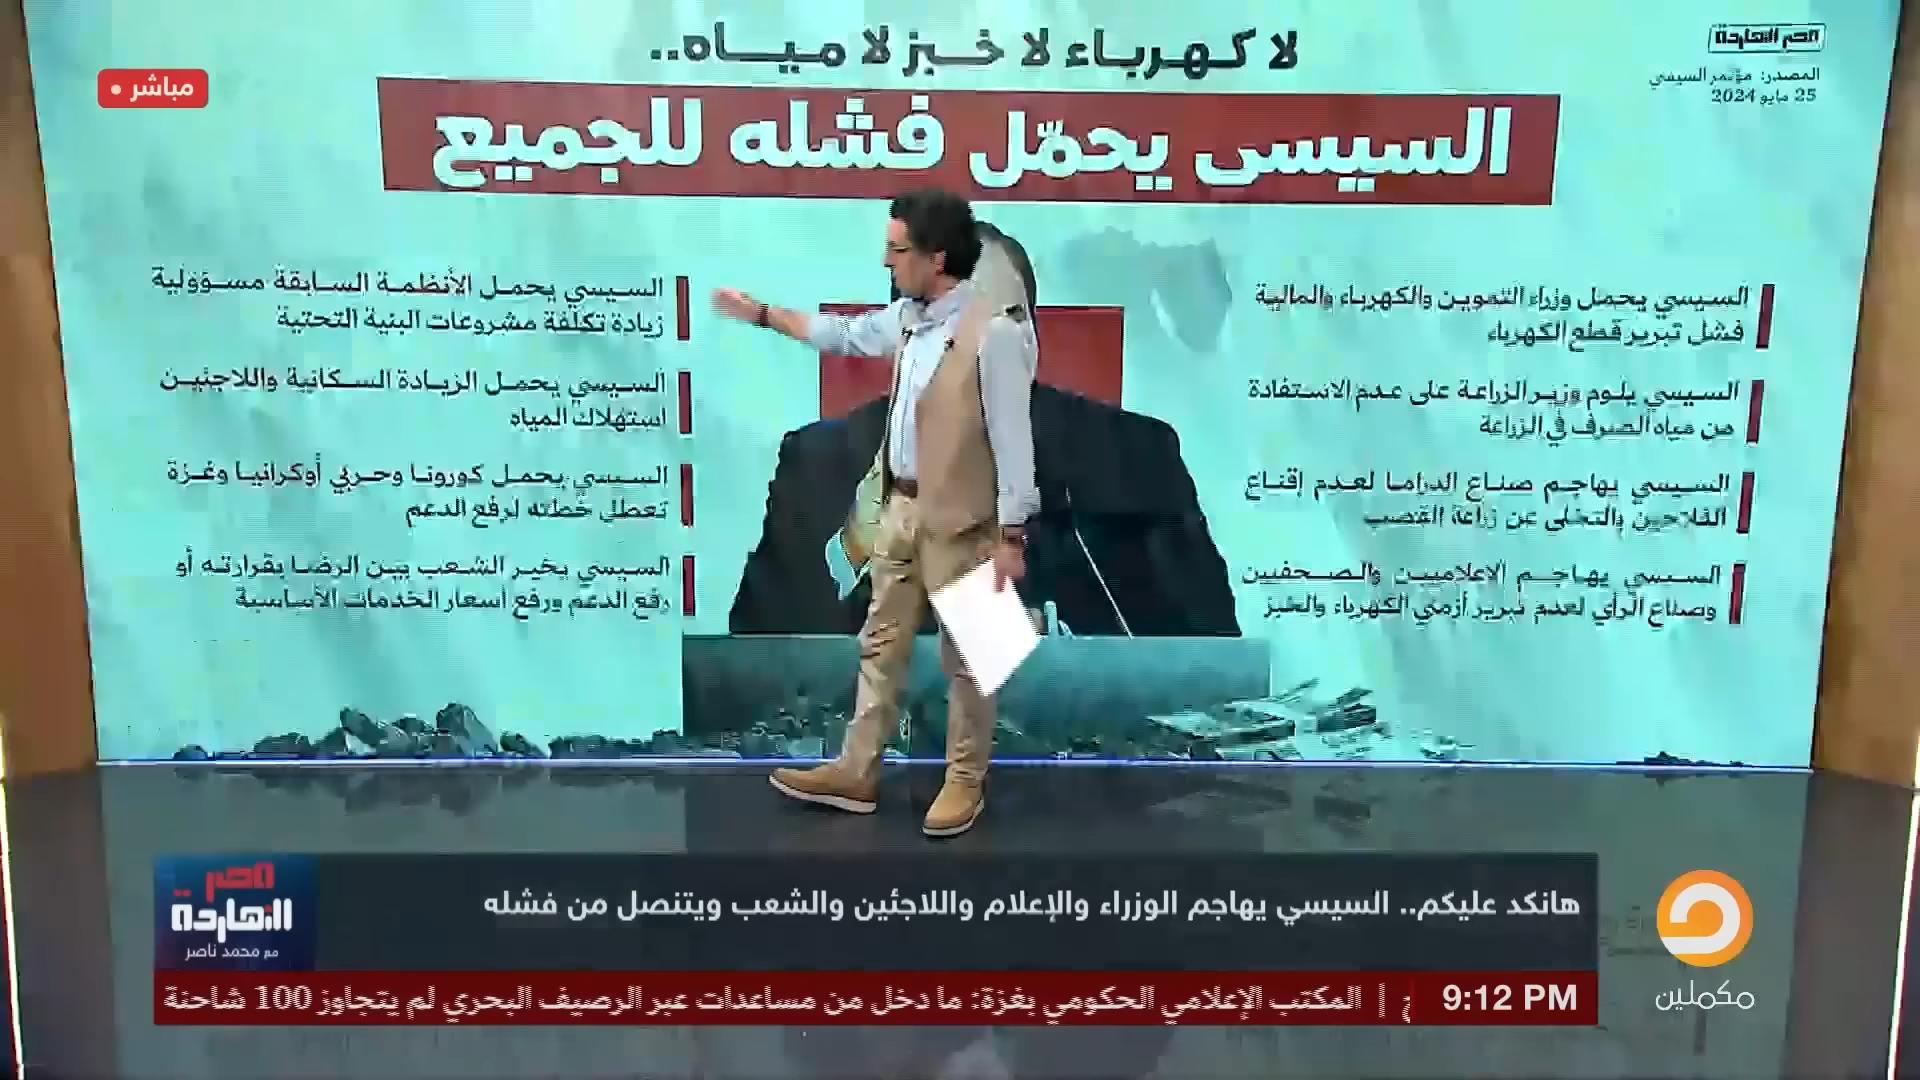 لا كهرباء لا خبز لا مياه..
السيسي يحمّل فشله للجميع
مصر النهاردة
المصدر: مؤتمر السيسي
25 مايو 2024
مباشر
السيسي يحمل وزراء التموين والكهرباء والمالية
فشل تبرير قطع الكهرباء
السيسي يلوم وزير الزراعة على عدم الاستفادة
من مياه الصرف في الزراعة
السيسي يهاجم صناع الدراما لعدم إقناع
الفلاحين بالتخلي عن زراعة القصب
السيسي يهاجم الاعلاميين والصحفيين
وصناع الرأي لعدم تبرير أزمتي الكهرباء والخبز
السيسي يحمل الأنظمة السابقة مسؤولية
زيادة تكلفة مشروعات البنية التحتية
السيسي يحمل الزيادة السكانية واللاجئين
استهلاك المياه
السيسي يحمل كورونا وحربي أوكرانيا وغزة
تعطل خطته لرفع الدعم
السيسي يخير الشعب بين الرضا بقرارته أو
رفع الدعم ورفع أسعار الخدمات الأساسية
مصر
النهاردة
مع محمد ناصر
هانكد عليكم.. السيسي يهاجم الوزراء والإعلام واللاجئين والشعب ويتنصل من فشله
9:12 PM
| المكتب الإعلامي الحكومي بغزة: ما دخل من مساعدات عبر الرصيف البحري لم يتجاوز 100 شاحنة
مكملين